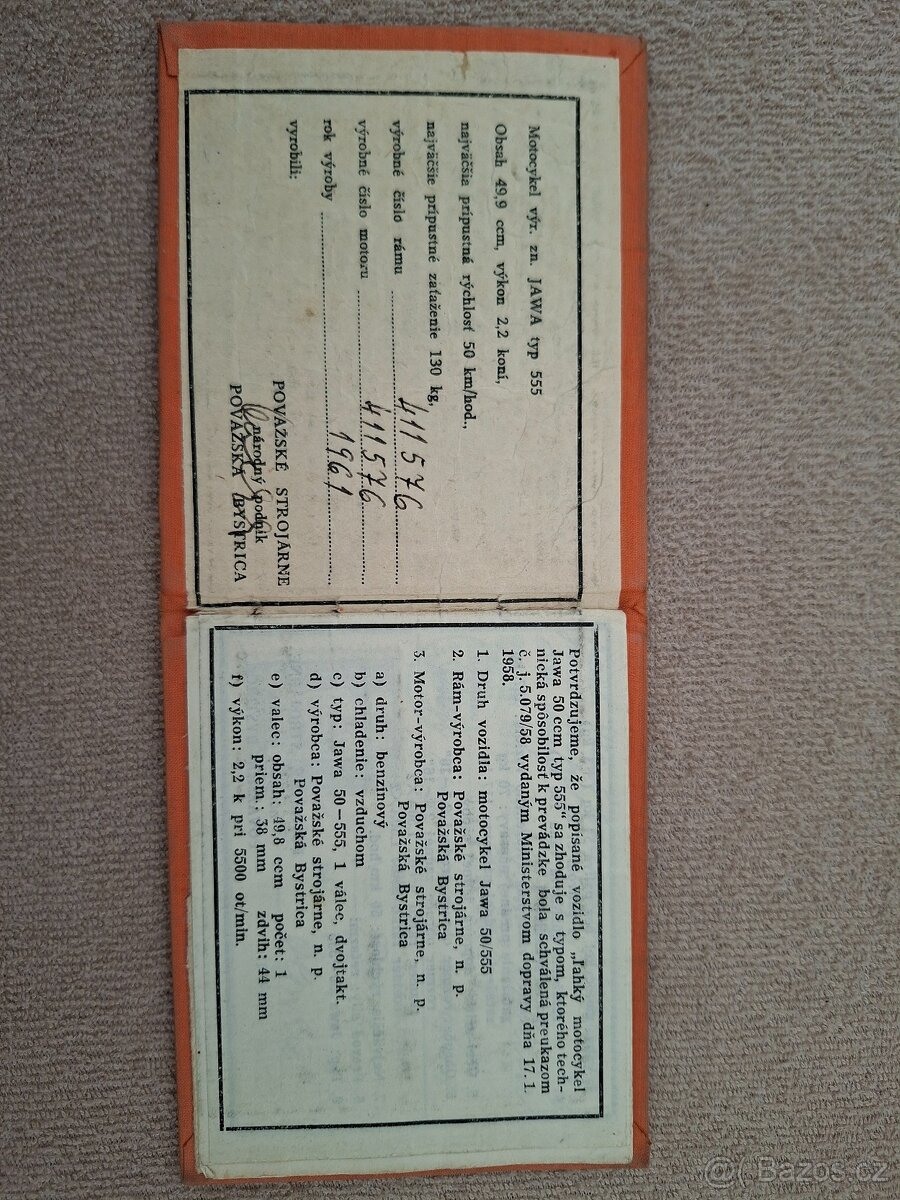 Motocykel výr. zn. JAWA typ 555
Obsah 49,9 ccm, výkon 2,2 koní,
najväčšia prípustná rýchlosť 50 km/hod.,
najväčšie prípustné zaťaženie 130 kg,
výrobné číslo rámu 411576
výrobné číslo motoru 411576
rok výroby 1961
vyrobili:
POVAŽSKÉ STROJÁRNE
národný podnik
POVAŽSKÁ BYSTRICA
Potvrdzujeme, že popísané vozidlo „ľahký motocykel
Jawa 50 ccm typ 555“ sa zhoduje s typom, ktorého tech-
nická spôsobilosť k prevádzke bola schválená preukazom
č. j. 5.079/58 vydaným Ministerstvom dopravy dňa 17. 1.
1958.
1. Druh vozidla: motocykel Jawa 50/555
2. Rám-výrobca: Považské strojárne, n. p.
Považská Bystrica
3. Motor-výrobca: Považské strojárne, n. p.
Považská Bystrica
a) druh: benzínový
b) chladenie: vzduchom
c) typ: Jawa 50—555, 1 válec, dvojtakt.
d) výrobca: Považské strojárne, n. p.
Považská Bystrica
e) valec: obsah: 49,8 ccm počet: 1
priem.: 38 mm zdvih: 44 mm
f) výkon: 2,2 k pri 5500 ot/min.
@ Bazos.cz